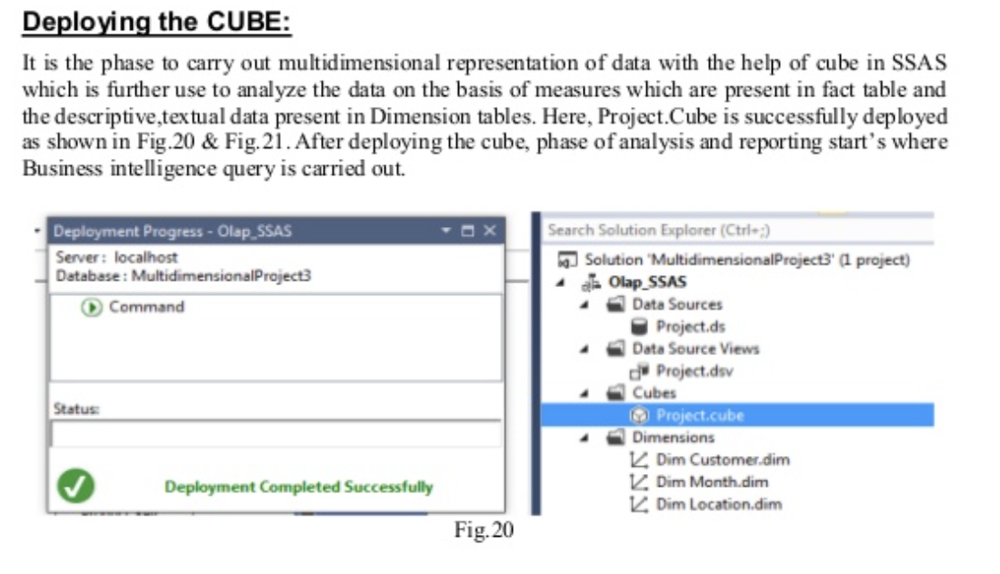 Deploying the CUBE:
It is the phase to carry out multidimensional representation of data with the help of cube in SSAS
which is further use to analyze the data on the basis of measures which are present in fact table and
the descriptive,textual data present in Dimension tables. Here, Project.Cube is successfully deployed
as shown in Fig.20 & Fig.21. After deploying the cube, phase of analysis and reporting start’s where
Business intelligence query is carried out.
Deployment Progress - Olap_SSAS
Server : localhost
Database : MultidimensionalProject3
Command
Status:
Deployment Completed Successfully
Search Solution Explorer (Ctrl+;)
Solution 'MultidimensionalProject3' (1 project)
Olap_SSAS
Data Sources
Project.ds
Data Source Views
Project.dsv
Cubes
Project.cube
Dimensions
Dim Customer.dim
Dim Month.dim
Dim Location.dim
Fig.20